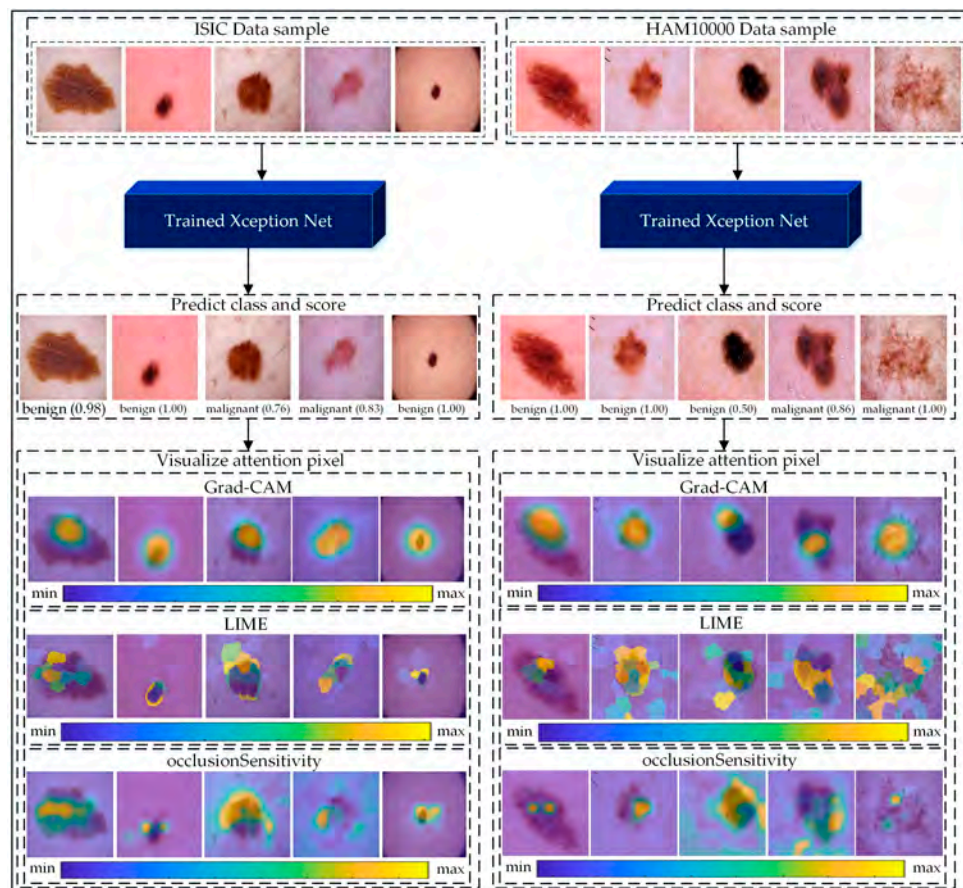 ISIC Data sample
HAM10000 Data sample
Trained Xception Net
Trained Xception Net
Predict class and score
Predict class and score
benign (0.98) benign (1.00) malignant (0.76) malignant (0.83) benign (1.00)
benign (1.00) benign (1.00) benign (0.50) malignant (0.86) malignant (1.00)
Visualize attention pixel
Visualize attention pixel
Grad-CAM
Grad-CAM
min max
min max
LIME
LIME
min max
min max
occlusionSensitivity
occlusionSensitivity
min max
min max